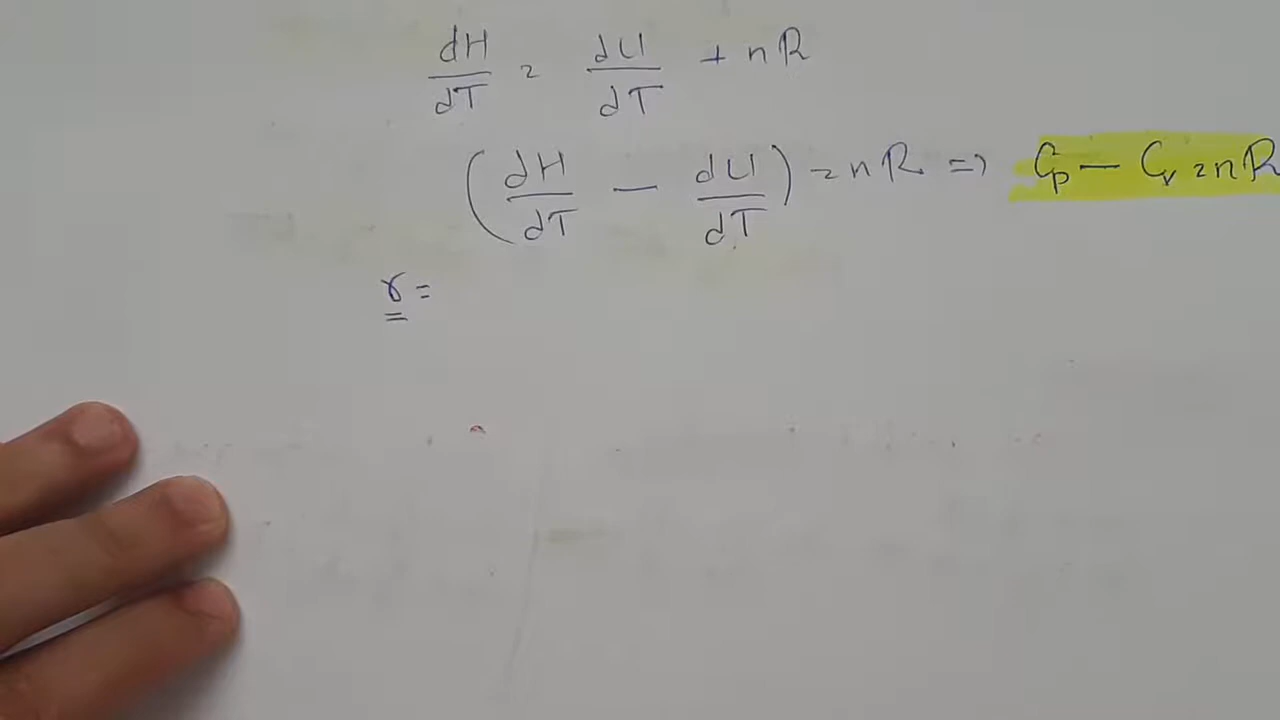 dH/dT = dU/dT + nR
(dH/dT — dU/dT) = nR => Cp — Cv = nR
γ =